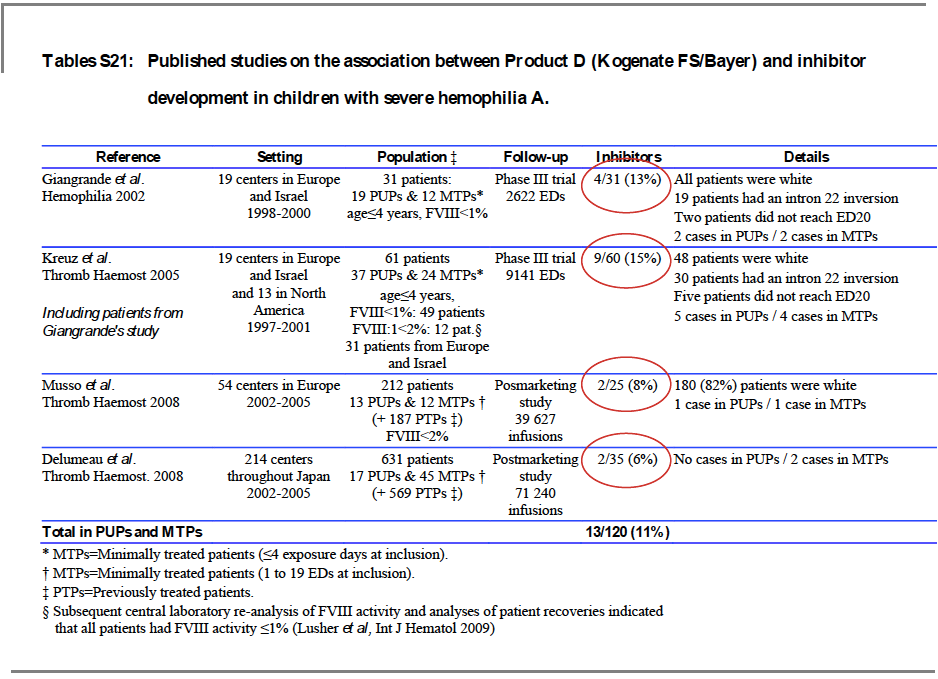 Tables S21: Published studies on the association between Product D (Kogenate FS/Bayer) and inhibitor
development in children with severe hemophilia A.
Reference Setting Population ‡ Follow-up Inhibitors Details
Giangrande et al. 19 centers in Europe 31 patients: Phase III trial 4/31 (13%) All patients were white
Hemophilia 2002 and Israel 19 PUPs & 12 MTPs* 2622 EDs 19 patients had an intron 22 inversion
1998-2000 age≤4 years, FVIII<1% Two patients did not reach ED20
2 cases in PUPs / 2 cases in MTPs
Kreuz et al. 19 centers in Europe 61 patients Phase III trial 9/60 (15%) 48 patients were white
Thromb Haemost 2005 and Israel 37 PUPs & 24 MTPs* 9141 EDs 30 patients had an intron 22 inversion
and 13 in North age≤4 years, Five patients did not reach ED20
Including patients from America FVIII<1%: 49 patients 5 cases in PUPs / 4 cases in MTPs
Giangrande's study 1997-2001 FVIII:1<2%: 12 pat.§
31 patients from Europe
and Israel
Musso et al. 54 centers in Europe 212 patients Posmarketing 2/25 (8%) 180 (82%) patients were white
Thromb Haemost 2008 2002-2005 13 PUPs & 12 MTPs † study 1 case in PUPs / 1 case in MTPs
(+ 187 PTPs ‡) 39 627
FVIII<2% infusions
Delumeau et al. 214 centers 631 patients Postmarketing 2/35 (6%) No cases in PUPs / 2 cases in MTPs
Thromb Haemost. 2008 throughout Japan 17 PUPs & 45 MTPs † study
2002-2005 (+ 569 PTPs ‡) 71 240
infusions
Total in PUPs and MTPs 13/120 (11%)
* MTPs=Minimally treated patients (≤4 exposure days at inclusion).
† MTPs=Minimally treated patients (1 to 19 EDs at inclusion).
‡ PTPs=Previously treated patients.
§ Subsequent central laboratory re-analysis of FVIII activity and analyses of patient recoveries indicated
that all patients had FVIII activity ≤1% (Lusher et al, Int J Hematol 2009)